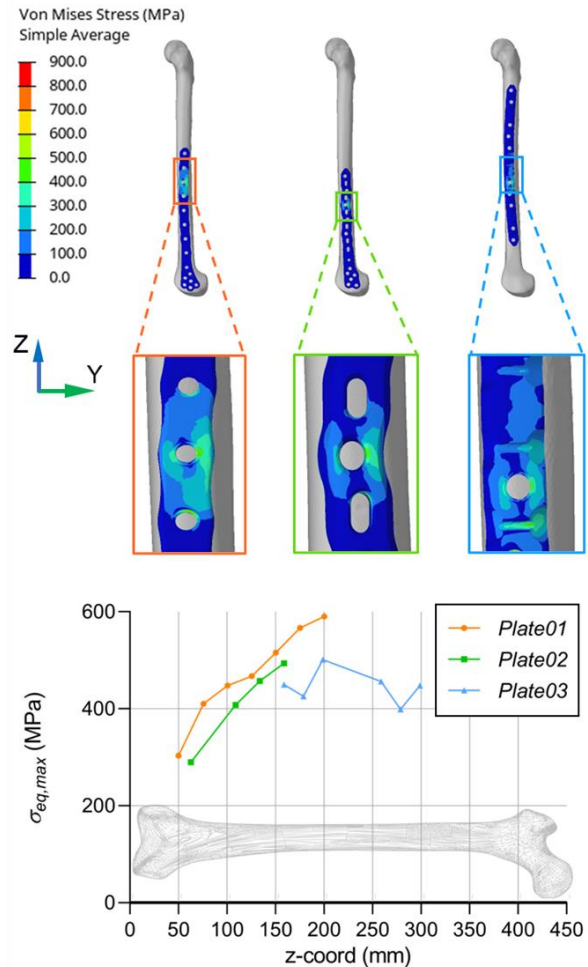 Von Mises Stress (MPa)
Simple Average
900.0
800.0
700.0
600.0
500.0
400.0
300.0
200.0
100.0
0.0
Z
Y
600
400
200
0
σeq,max (MPa)
Plate01
Plate02
Plate03
0 50 100 150 200 250 300 350 400 450
z-coord (mm)